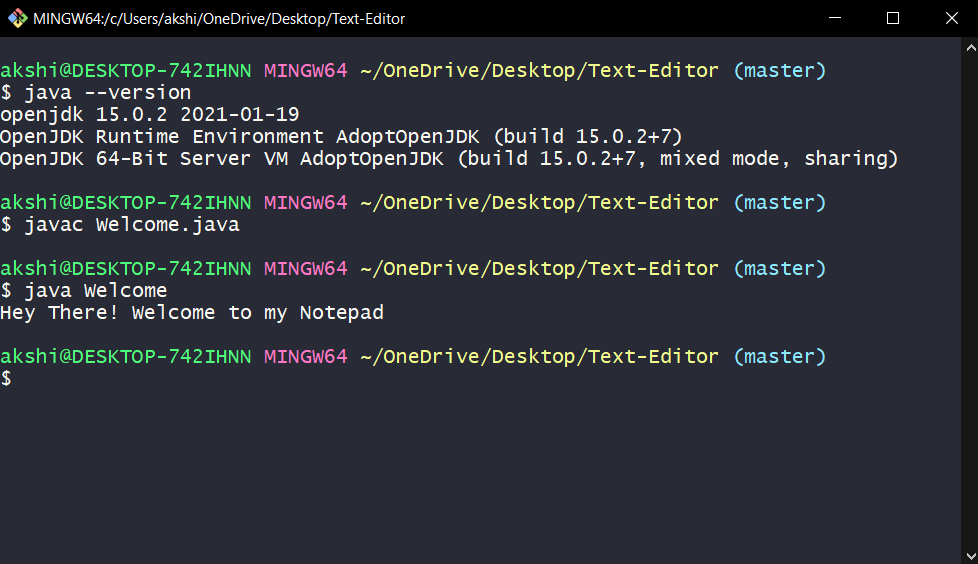 MINGW64:/c/Users/akshi/OneDrive/Desktop/Text-Editor
akshi@DESKTOP-742IHNN MINGW64 ~/OneDrive/Desktop/Text-Editor (master)
$ java --version
openjdk 15.0.2 2021-01-19
OpenJDK Runtime Environment AdoptOpenJDK (build 15.0.2+7)
OpenJDK 64-Bit Server VM AdoptOpenJDK (build 15.0.2+7, mixed mode, sharing)
akshi@DESKTOP-742IHNN MINGW64 ~/OneDrive/Desktop/Text-Editor (master)
$ javac Welcome.java
akshi@DESKTOP-742IHNN MINGW64 ~/OneDrive/Desktop/Text-Editor (master)
$ java Welcome
Hey There! Welcome to my Notepad
akshi@DESKTOP-742IHNN MINGW64 ~/OneDrive/Desktop/Text-Editor (master)
$